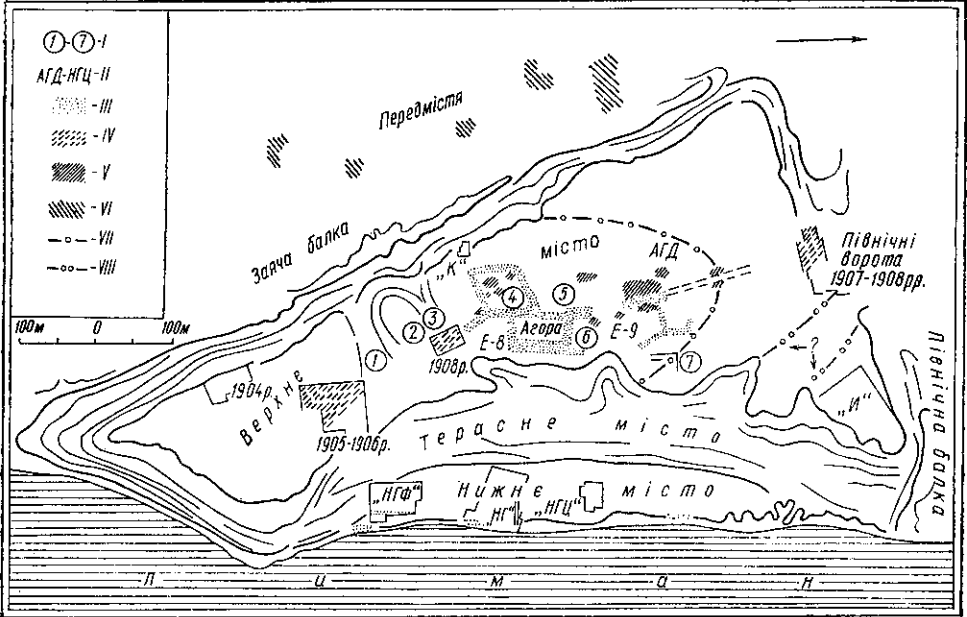 ①-⑦-I
АГД-НГЦ-II
-III
-IV
-V
-VI
-VII
-VIII
100м 0 100м
Передмістя
Заяча балка
„К“
місто
АГД
Північні
ворота
1907-1908рр.
④
⑤
③
②
①
Агора
⑥
Е-8
Е-9
⑦
1908р.
?
1904р.
Верхнє
1905-1906р.
„И“
Північна балка
Терасне місто
„НГФ“
Нижнє місто
„НГ“
„НГЦ“
Лиман